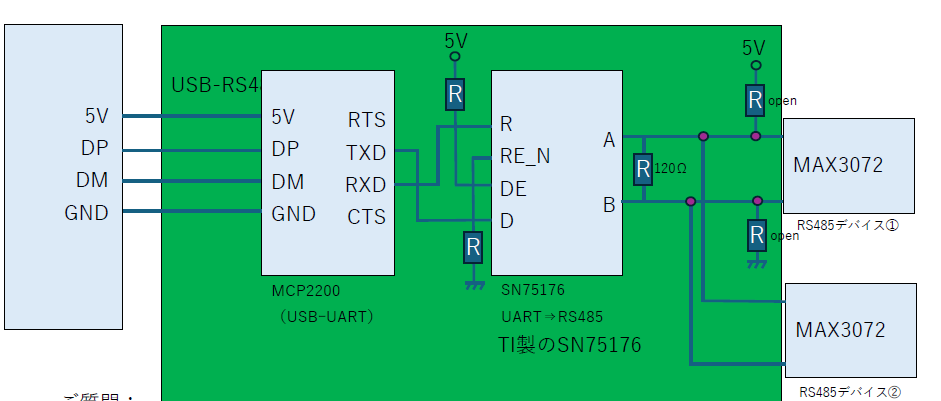 5V
DP
DM
GND
USB-RS4
5V
DP
DM
GND
RTS
TXD
RXD
CTS
MCP2200
（USB-UART）
5V
R
R
R
RE_N
DE
D
A
B
SN75176
UART→RS485
TI製のSN75176
R
120Ω
5V
R
open
R
open
MAX3072
RS485デバイス①
MAX3072
RS485デバイス②
ご質問：